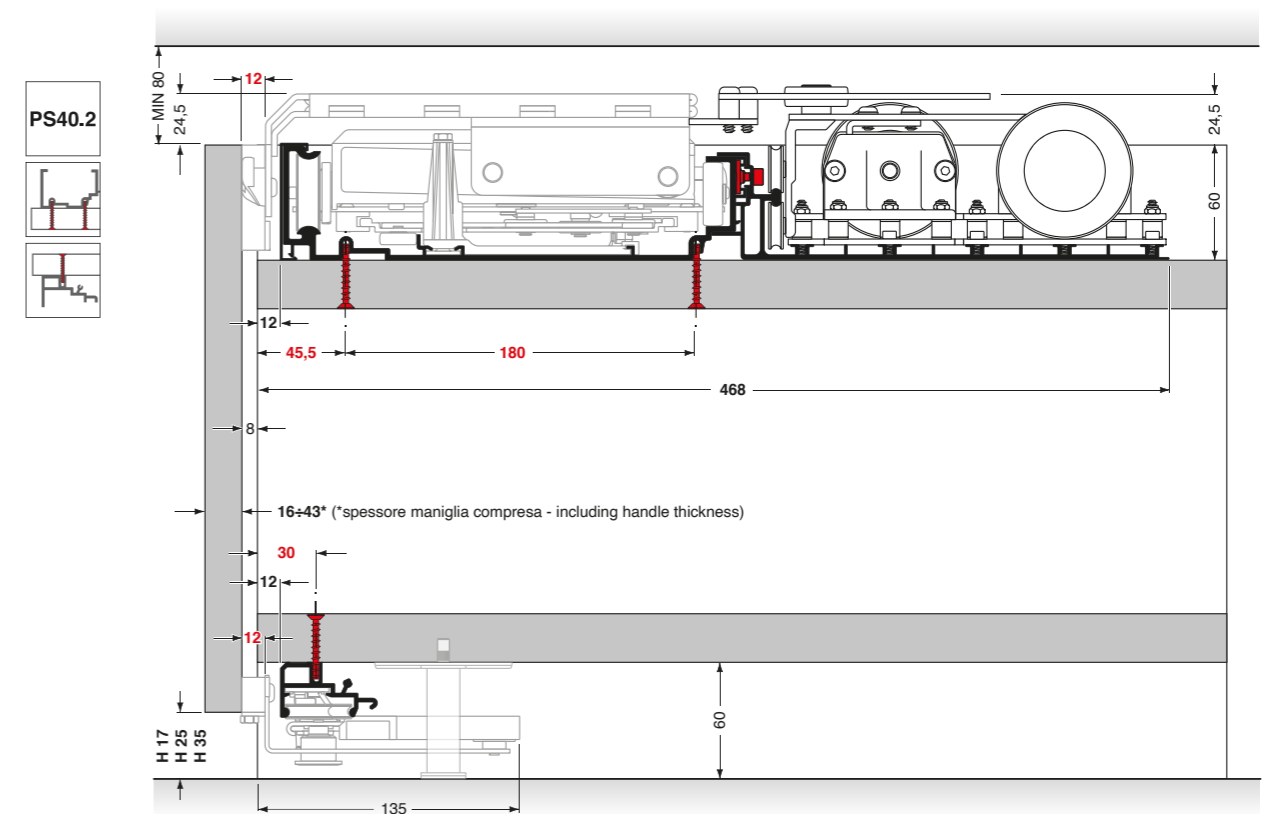 PS40.2
MIN 80
24,5
12
24,5
60
12
45,5
180
468
8
16÷43* (*spessore maniglia compresa - including handle thickness)
30
12
12
60
H 17
H 25
H 35
135